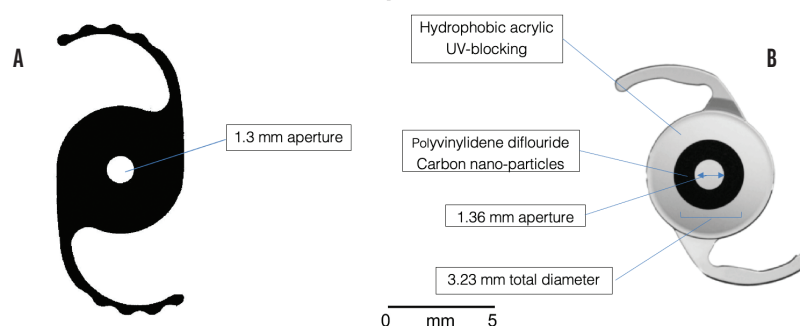 A
1.3 mm aperture
Hydrophobic acrylic
UV-blocking
B
Polyvinylidene diflouride
Carbon nano-particles
1.36 mm aperture
3.23 mm total diameter
0 mm 5